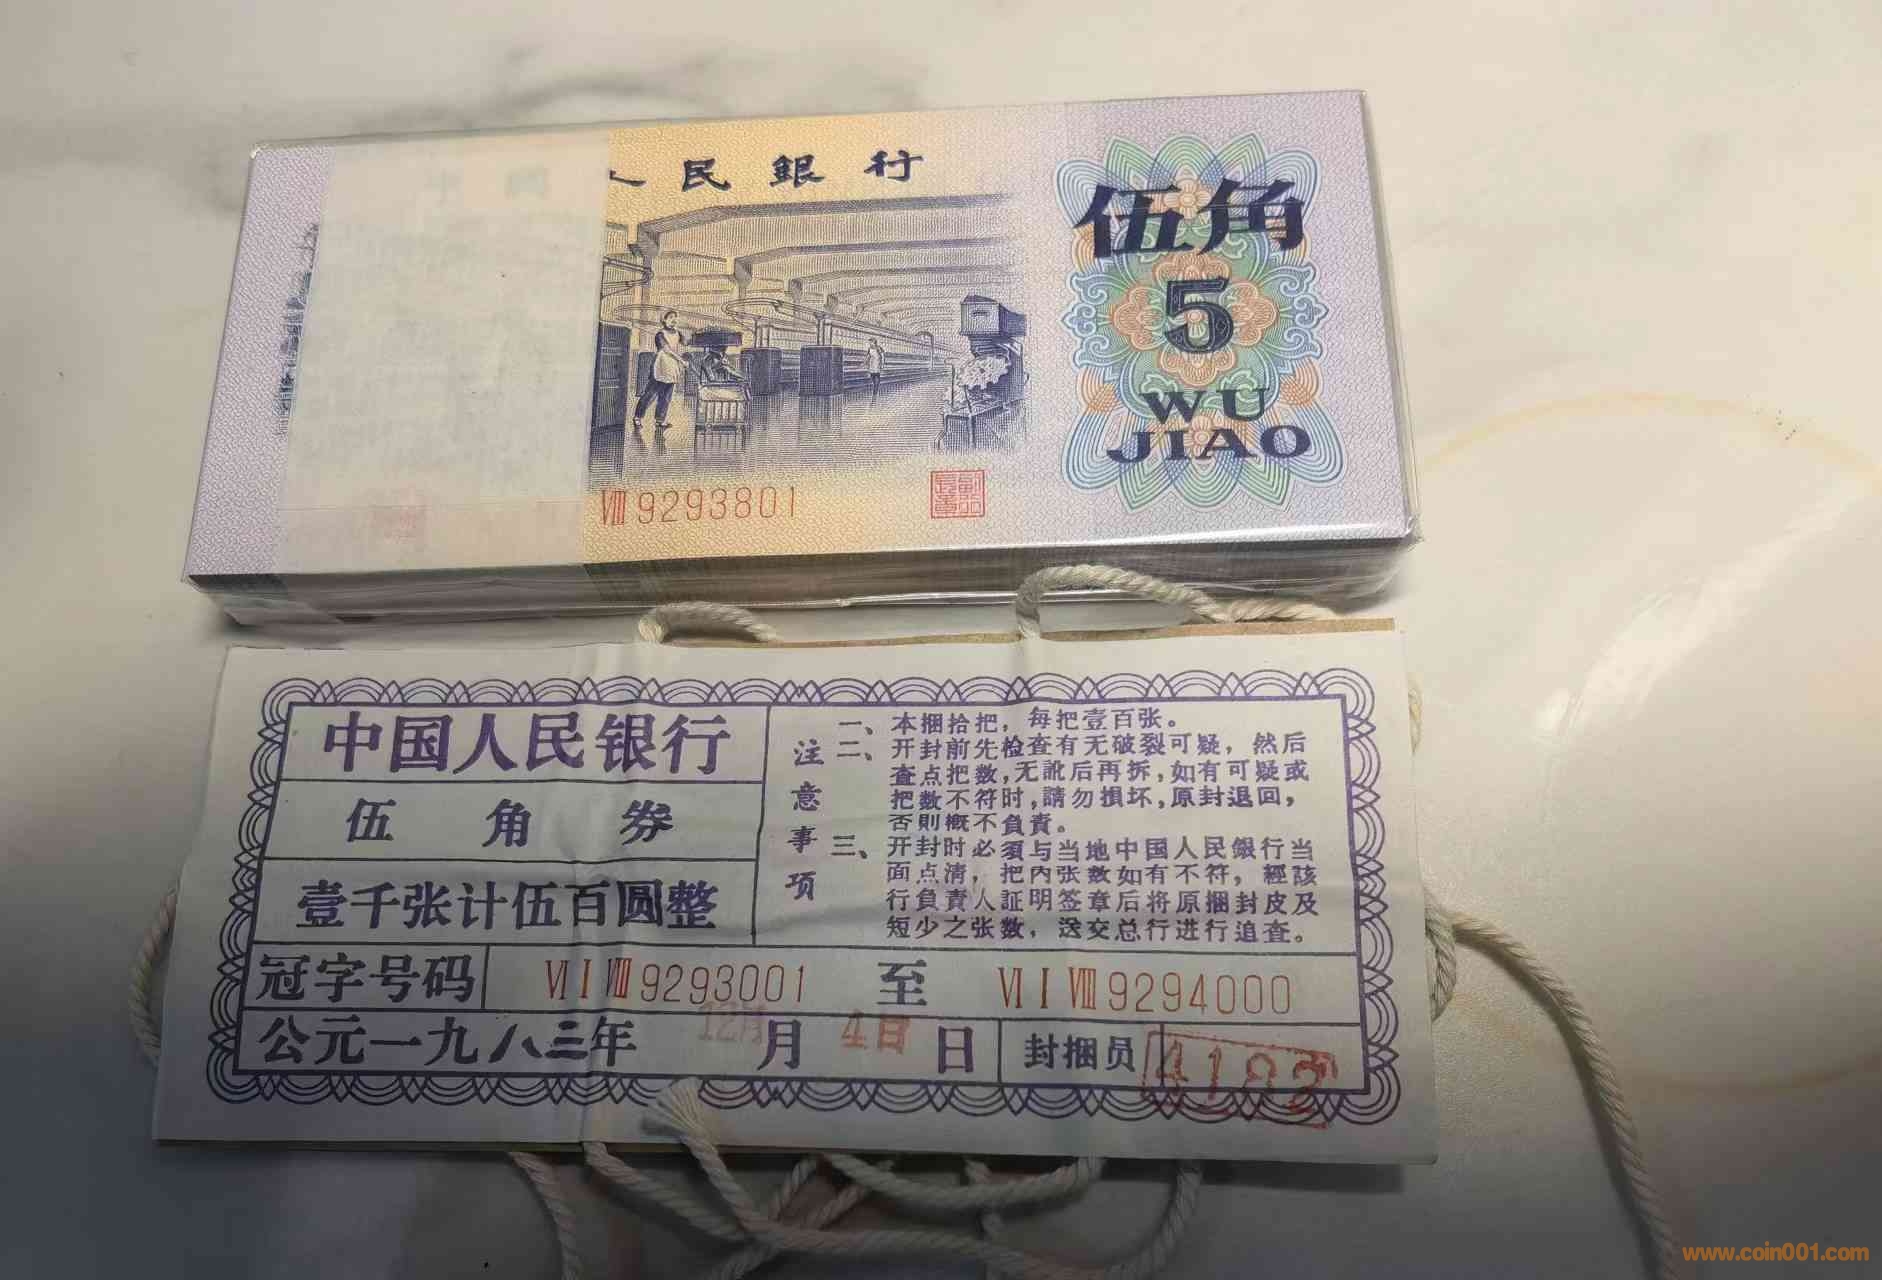 人民銀行
伍角
5
WU
JIAO
Ⅷ 9293801
中国人民银行
伍角券
壹千张计伍百圆整
注意事项
一、本捆拾把，每把壹百张。
二、开封前先检查有无破裂可疑，然后
查点把数，无訛后再拆，如有可疑或
把数不符时，請勿損坏，原封退回，
否則概不負責。
三、开封时必须与当地中国人民銀行当
面点清，把内张数如有不符，經該
行負責人証明签章后将原捆封皮及
短少之张数，送交总行进行追查。
冠字号码 Ⅵ Ⅰ Ⅷ 9293001 至 Ⅵ Ⅰ Ⅷ 9294000
公元一九八三年 12月 月 4日 日 封捆员
www.coin001.com